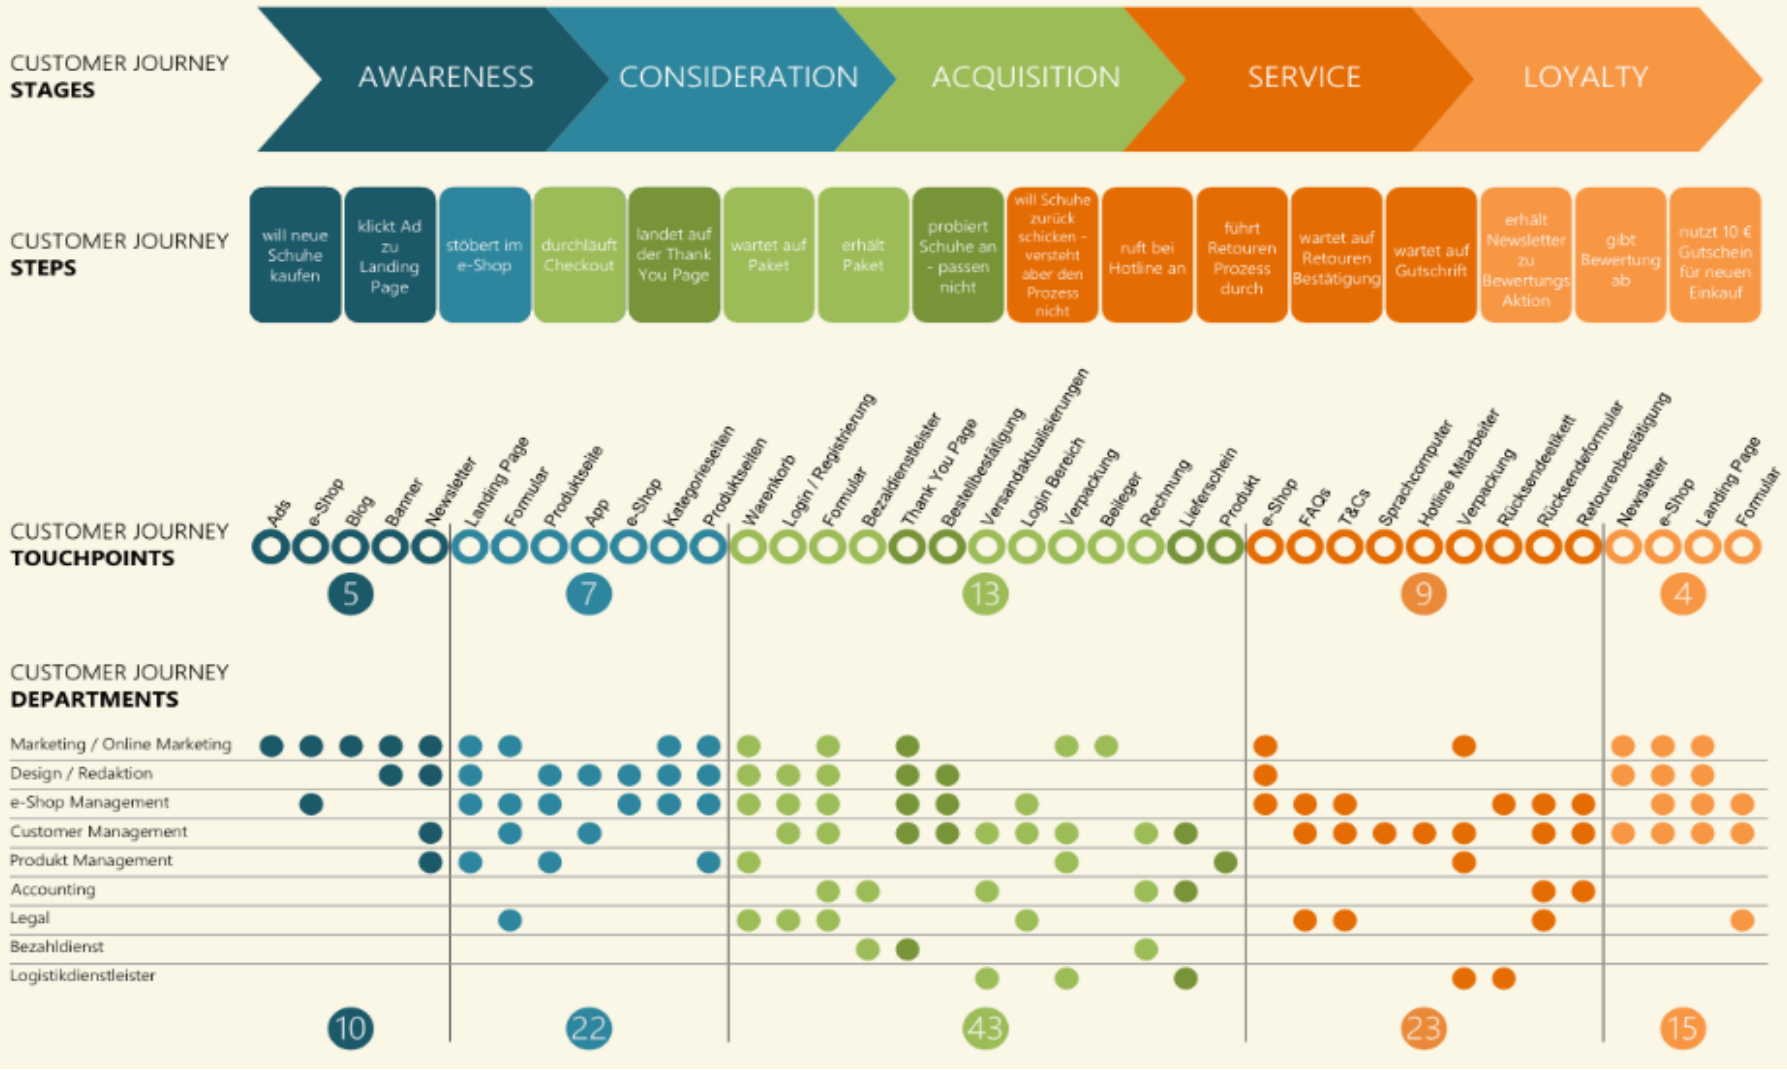 CUSTOMER JOURNEY
STAGES
AWARENESS
CONSIDERATION
ACQUISITION
SERVICE
LOYALTY
CUSTOMER JOURNEY
STEPS
will neue
Schuhe
kaufen
klickt Ad
zu
Landing
Page
stöbert im
e-Shop
durchläuft
Checkout
landet auf
der Thank
You Page
wartet auf
Paket
erhält
Paket
probiert
Schuhe an
- passen
nicht
will Schuhe
zurück
schicken -
versteht
aber den
Prozess
nicht
ruft bei
Hotline an
führt
Retouren
Prozess
durch
wartet auf
Retouren
Bestätigung
wartet auf
Gutschrift
erhält
Newsletter
zu
Bewertungs
Aktion
gibt
Bewertung
ab
nutzt 10 €
Gutschein
für neuen
Einkauf
CUSTOMER JOURNEY
TOUCHPOINTS
Ads
e-Shop
Blog
Banner
Newsletter
Landing Page
Formular
Produktseite
App
e-Shop
Kategorieseiten
Produktseiten
Warenkorb
Login / Registrierung
Formular
Bezaldienstleister
Thank You Page
Bestellbestätigung
Versandaktualisierungen
Login Bereich
Verpackung
Beileger
Rechnung
Lieferschein
Produkt
e-Shop
FAQs
T&Cs
Sprachcomputer
Hotline Mitarbeiter
Verpackung
Rücksendeetikett
Rücksendeformular
Retourenbestätigung
Newsletter
e-Shop
Landing Page
Formular
5
7
13
9
4
CUSTOMER JOURNEY
DEPARTMENTS
Marketing / Online Marketing
Design / Redaktion
e-Shop Management
Customer Management
Produkt Management
Accounting
Legal
Bezahldienst
Logistikdienstleister
10
22
43
23
15